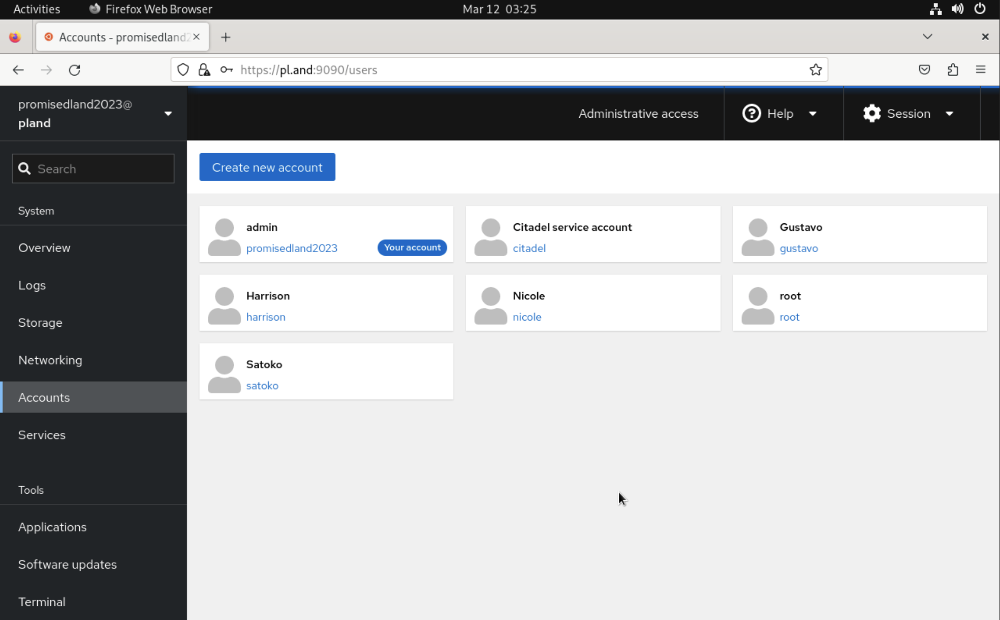 Activities Firefox Web Browser Mar 12 03:25
Accounts - promisedland2
https://pl.and:9090/users
promisedland2023@
pland
Administrative access Help Session
Search
Create new account
System
Overview
Logs
Storage
Networking
Accounts
Services
Tools
Applications
Software updates
Terminal
admin
promisedland2023 Your account
Citadel service account
citadel
Gustavo
gustavo
Harrison
harrison
Nicole
nicole
root
root
Satoko
satoko